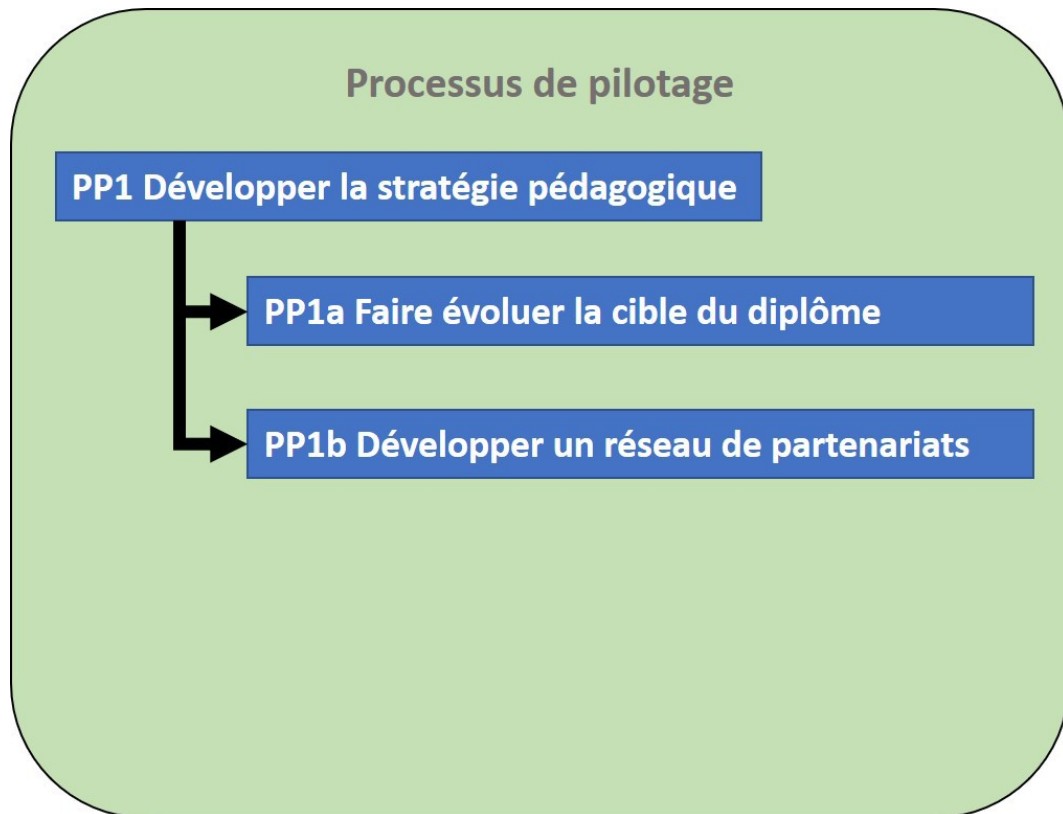 Processus de pilotage
PP1 Développer la stratégie pédagogique
PP1a Faire évoluer la cible du diplôme
PP1b Développer un réseau de partenariats